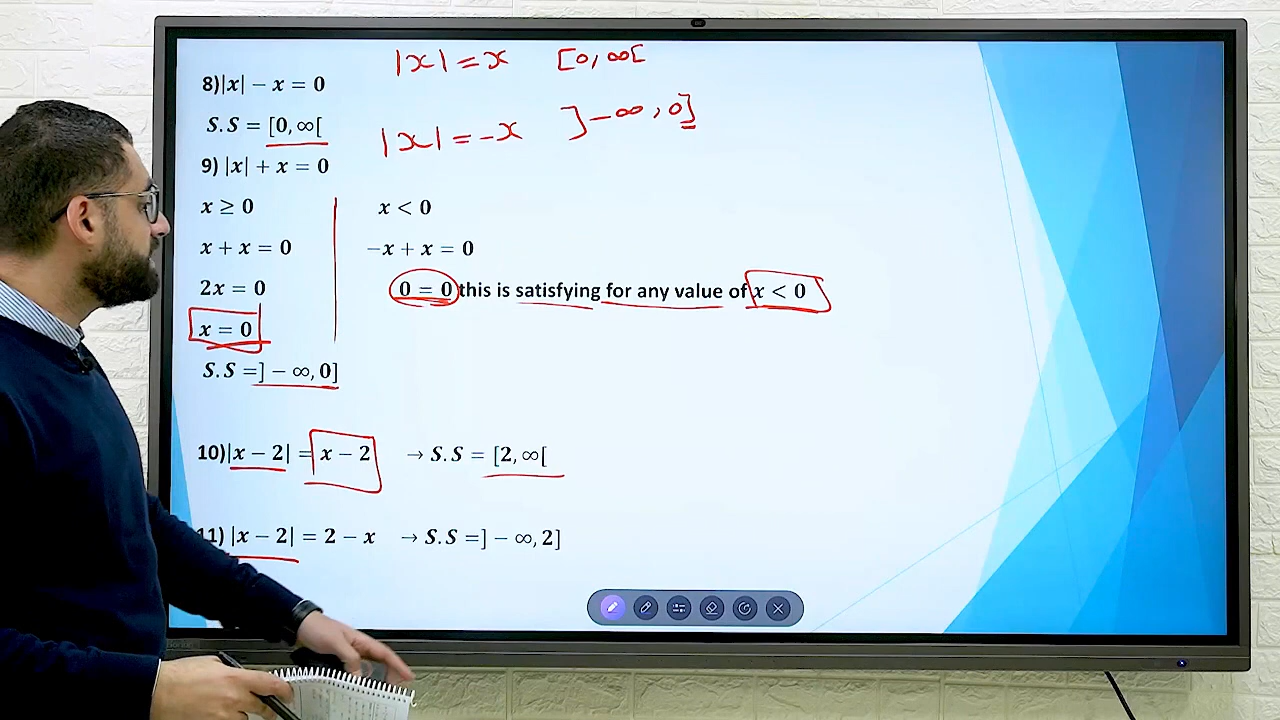 |x| = x [0, ∞[
8)|x| − x = 0
S.S = [0, ∞[
|x| = −x ]−∞, 0]
9) |x| + x = 0
x ≥ 0 x < 0
x + x = 0 −x + x = 0
2x = 0 0 = 0 this is satisfying for any value of x < 0
x = 0
S.S =] − ∞, 0]
10)|x − 2| = x − 2 → S.S = [2, ∞[
11) |x − 2| = 2 − x → S.S =] − ∞, 2]